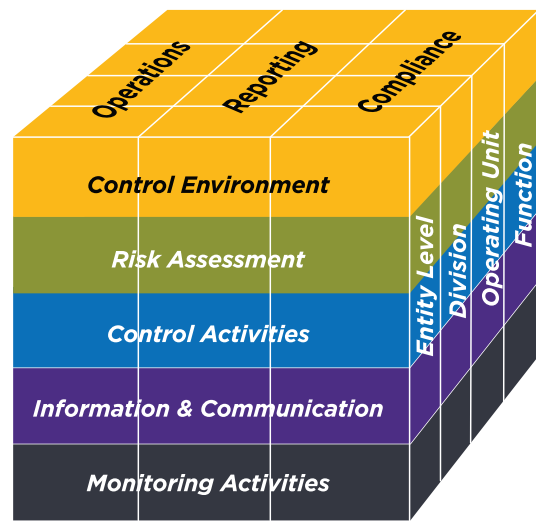 Operations
Reporting
Compliance
Control Environment
Risk Assessment
Control Activities
Information & Communication
Monitoring Activities
Entity Level
Division
Operating Unit
Function